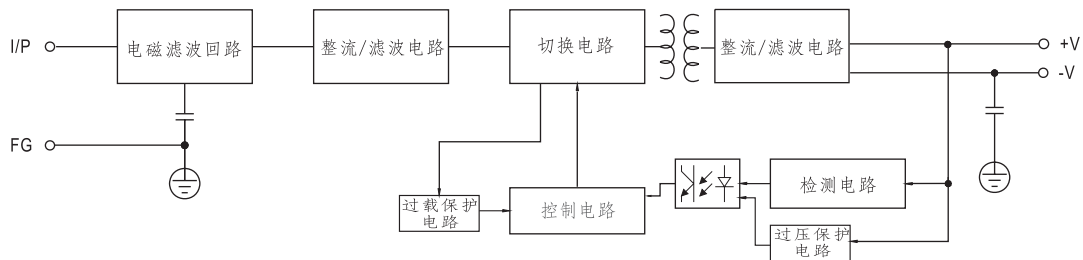 I/P
电磁滤波回路
整流/滤波电路
切换电路
整流/滤波电路
+V
-V
FG
过载保护
电路
控制电路
检测电路
过压保护
电路